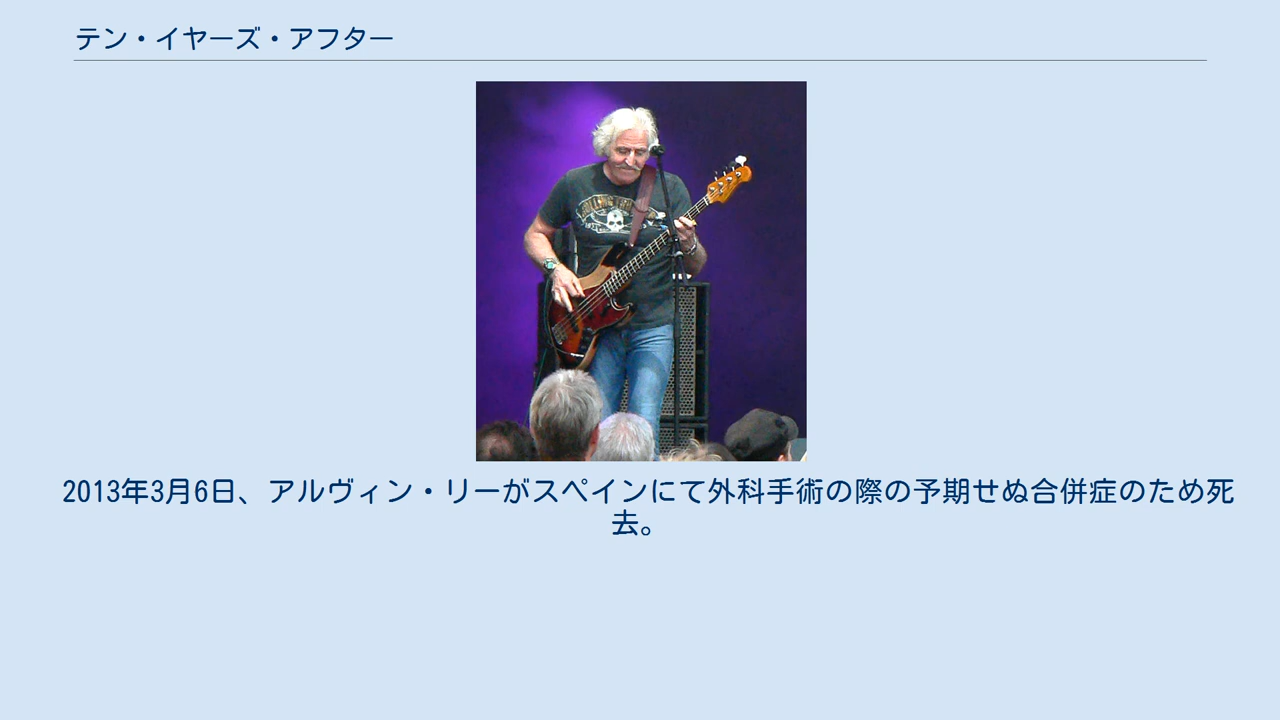 テン・イヤーズ・アフター
2013年3月6日、アルヴィン・リーがスペインにて外科手術の際の予期せぬ合併症のため死
去。